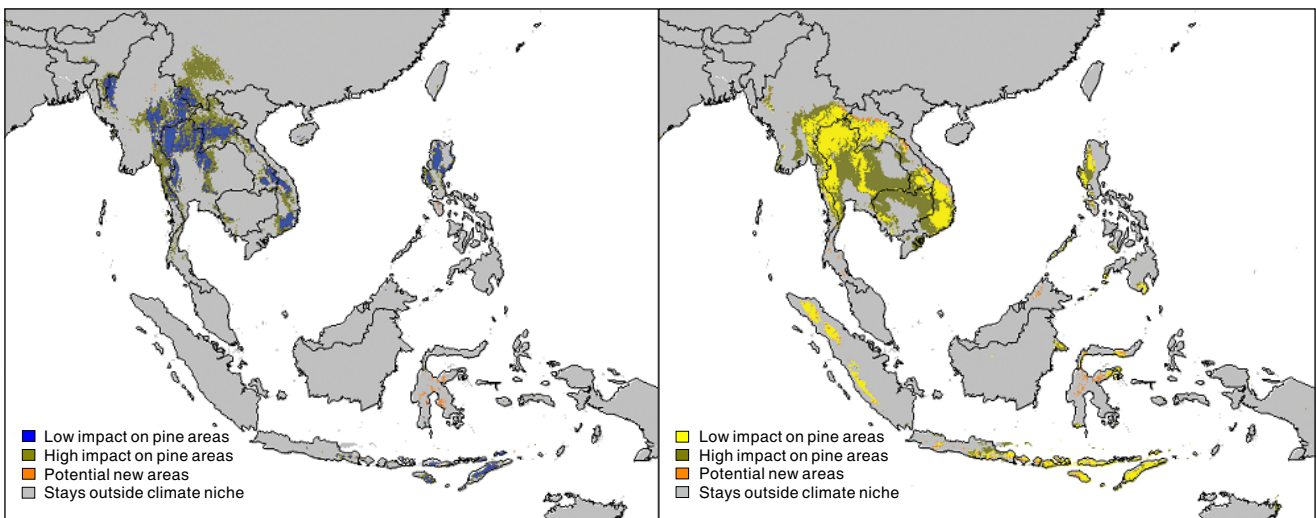 Low impact on pine areas
High impact on pine areas
Potential new areas
Stays outside climate niche
Low impact on pine areas
High impact on pine areas
Potential new areas
Stays outside climate niche